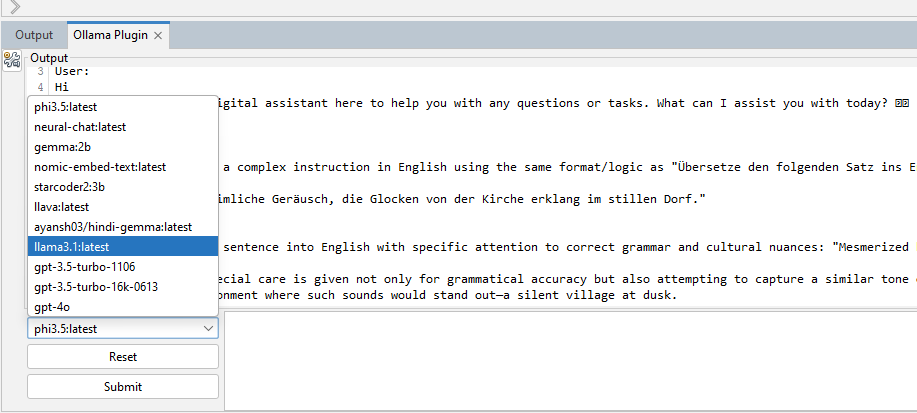 Output
Ollama Plugin
Output
3 User:
4 Hi
igital assistant here to help you with any questions or tasks. What can I assist you with today?
a complex instruction in English using the same format/logic as "Übersetze den folgenden Satz ins E
mliche Geräusch, die Glocken von der Kirche erklang im stillen Dorf."
sentence into English with specific attention to correct grammar and cultural nuances: "Mesmerized
ecial care is given not only for grammatical accuracy but also attempting to capture a similar tone
onment where such sounds would stand out—a silent village at dusk.
phi3.5:latest
neural-chat:latest
gemma:2b
nomic-embed-text:latest
starcoder2:3b
llava:latest
ayansh03/hindi-gemma:latest
llama3.1:latest
gpt-3.5-turbo-1106
gpt-3.5-turbo-16k-0613
gpt-4o
phi3.5:latest
Reset
Submit